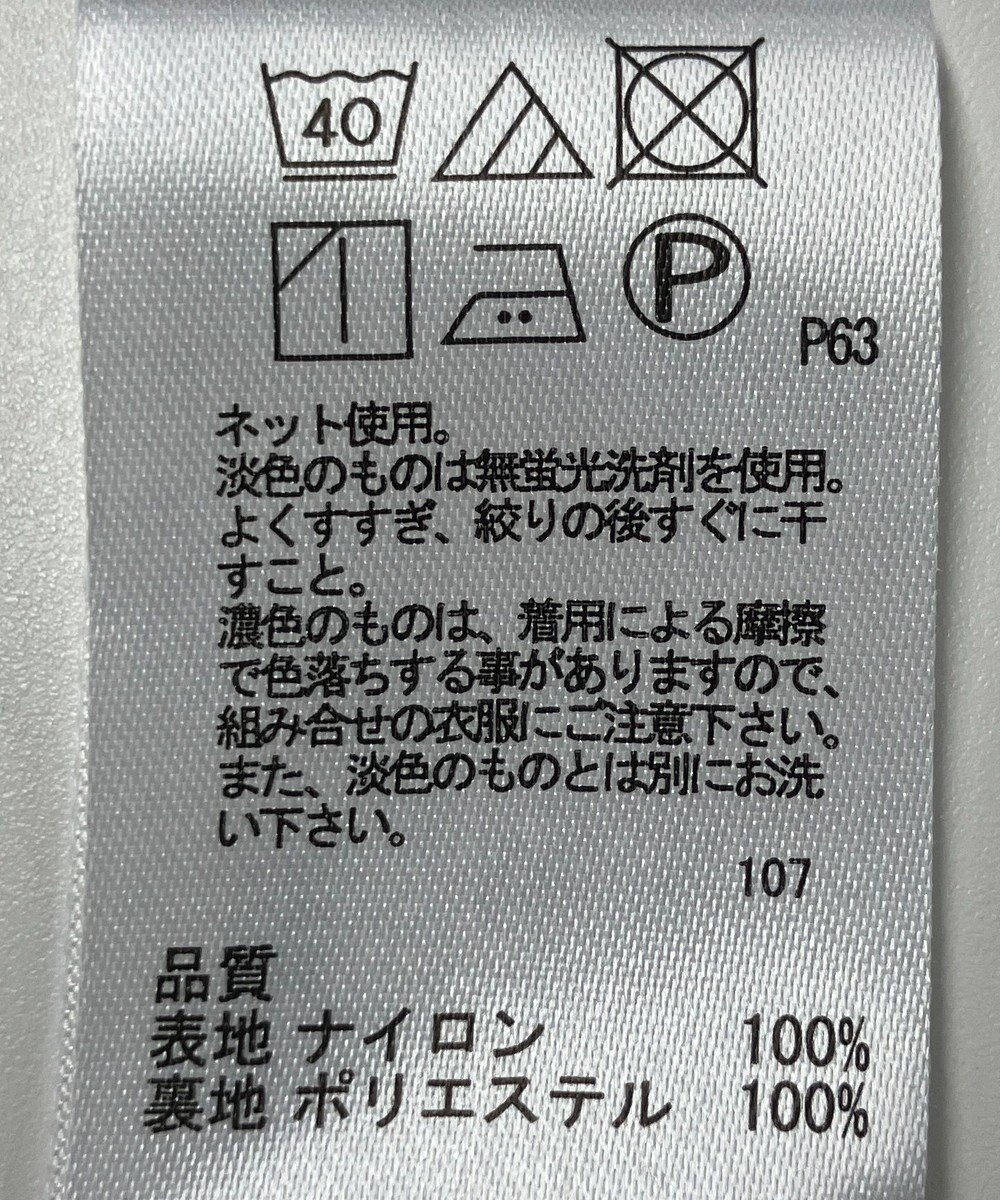 40
P
P63
ネット使用。
淡色のものは無蛍光洗剤を使用。
よくすすぎ、絞りの後すぐに干
すこと。
濃色のものは、着用による摩擦
で色落ちする事がありますので、
組み合せの衣服にご注意下さい。
また、淡色のものとは別にお洗
い下さい。
107
品質
表地 ナイロン 100%
裏地 ポリエステル 100%